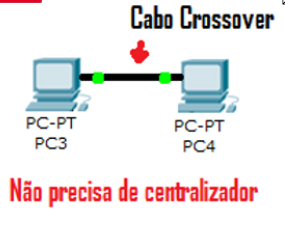 Cabo Crossover
PC-PT
PC3
PC-PT
PC4
Não precisa de centralizador